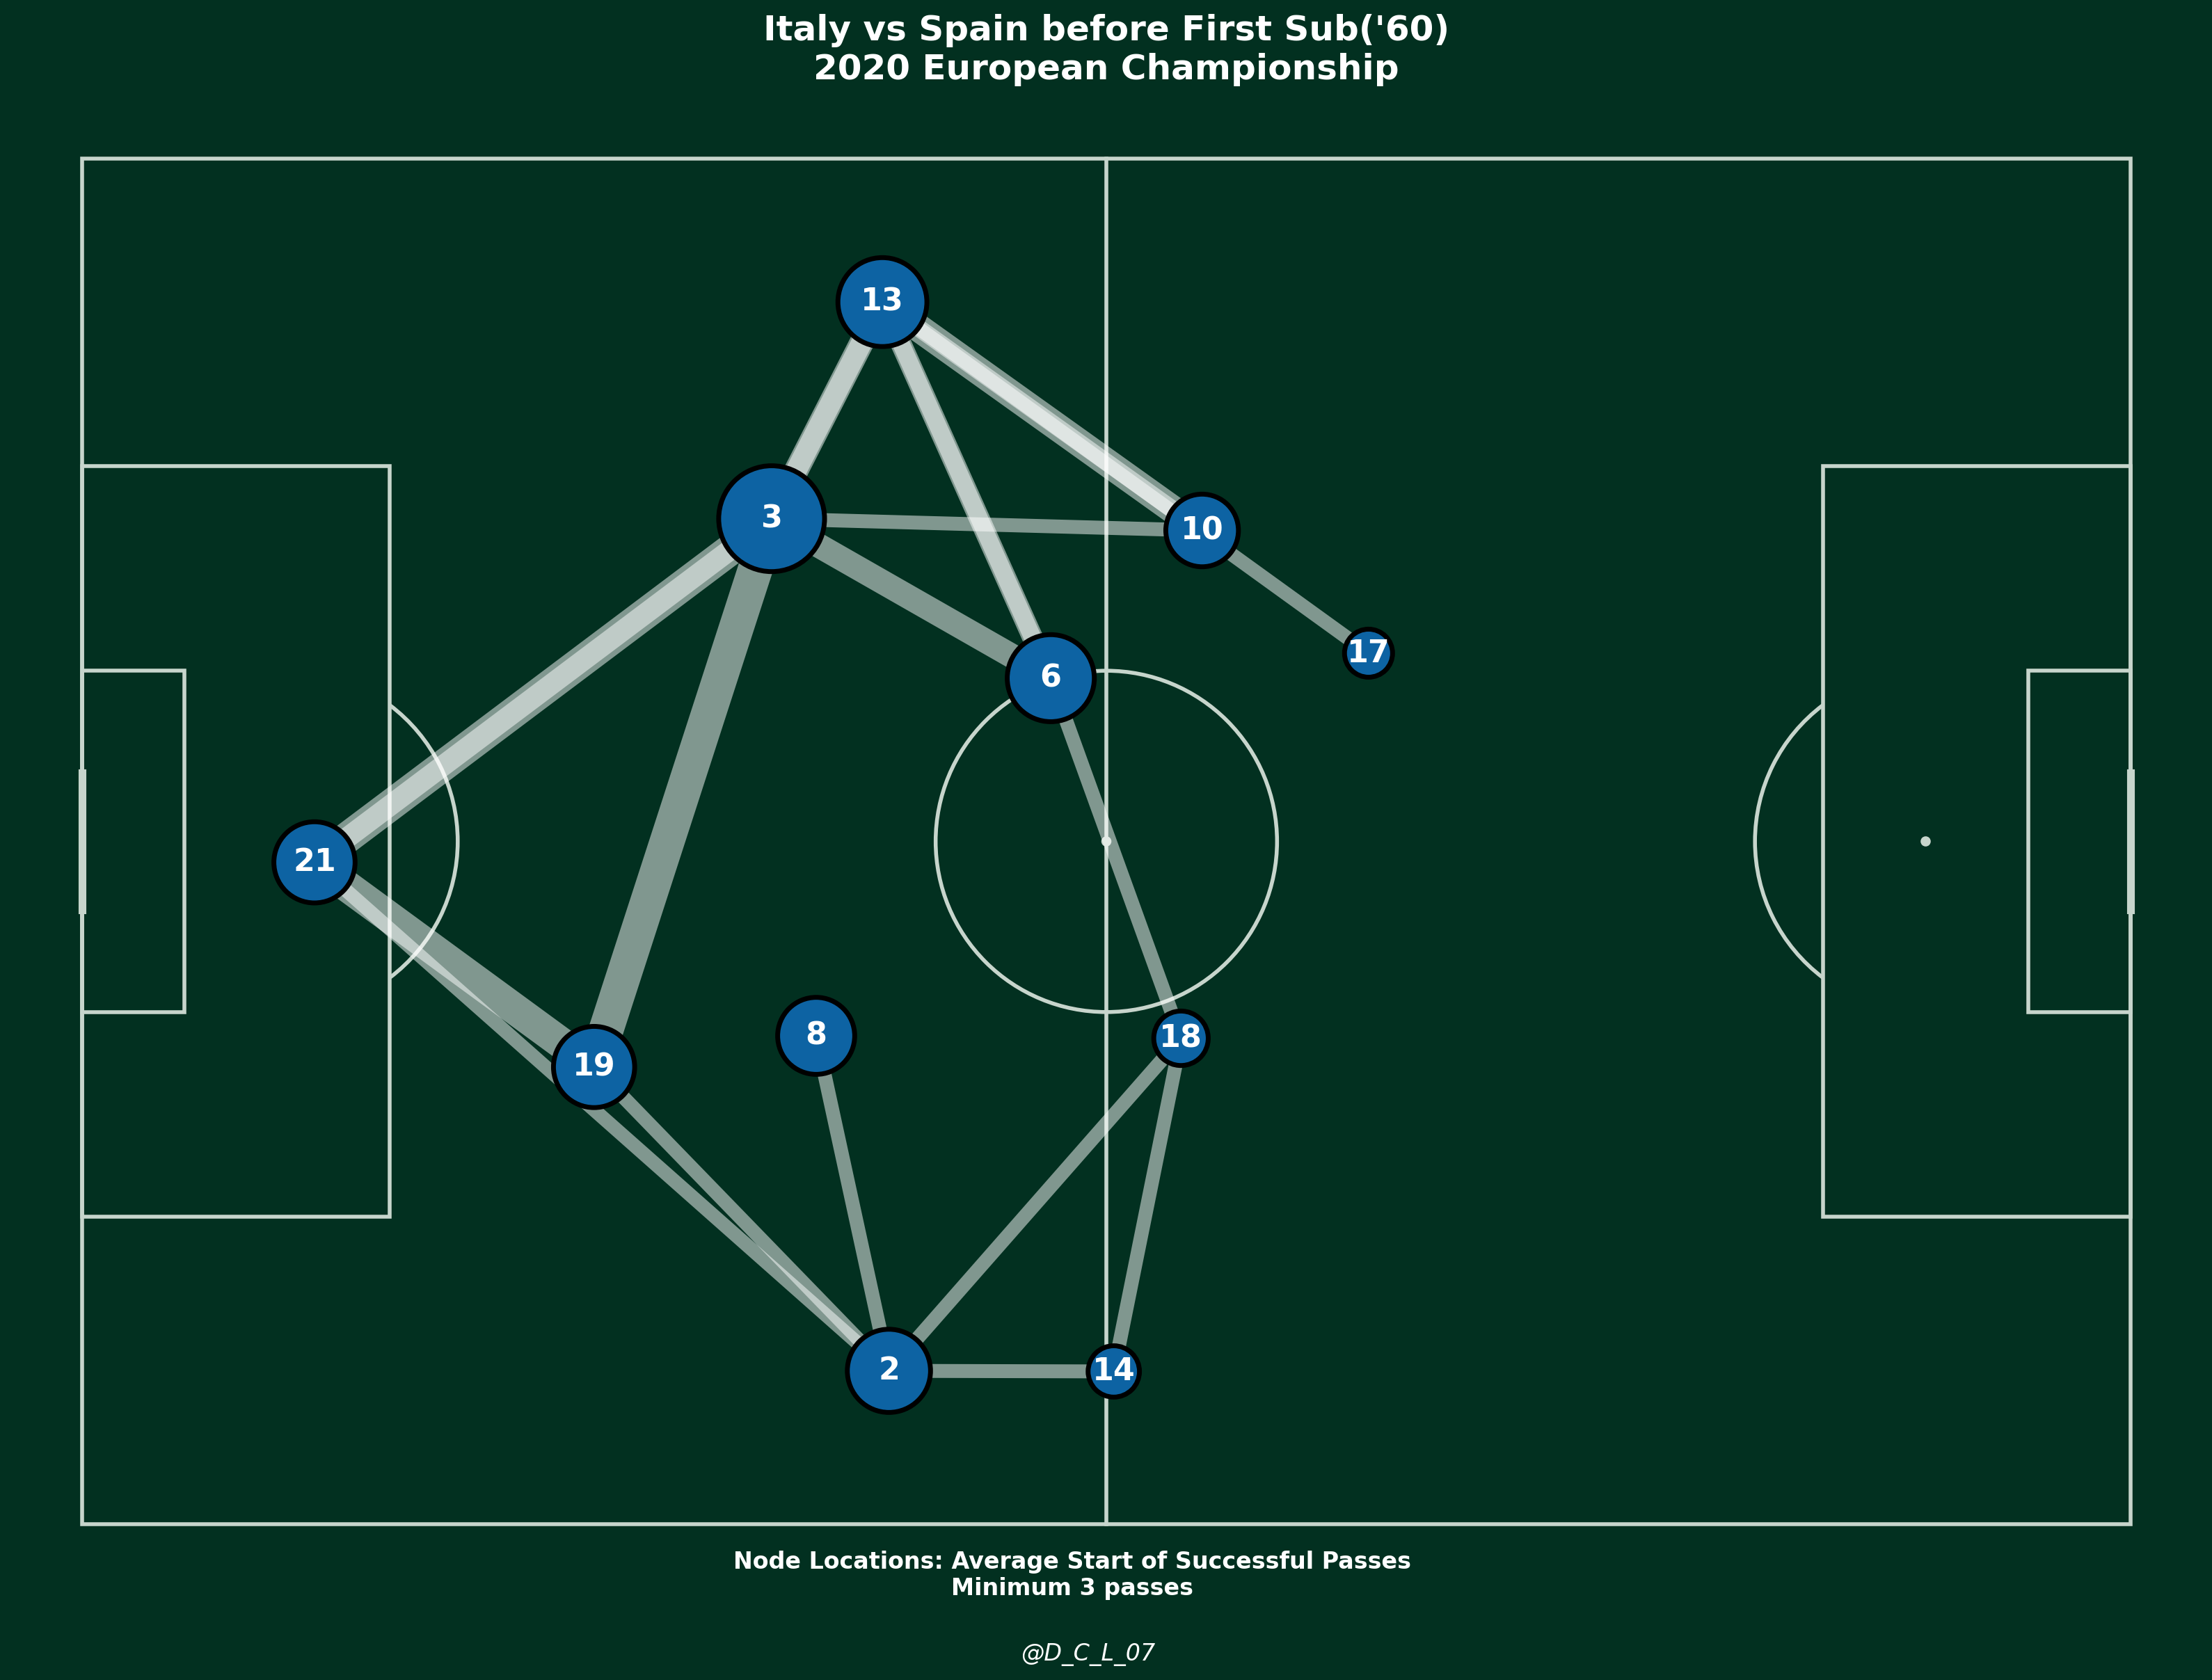 Italy vs Spain before First Sub('60)
2020 European Championship
13
3
10
17
6
21
8
18
19
2
14
Node Locations: Average Start of Successful Passes
Minimum 3 passes
@D_C_L_07